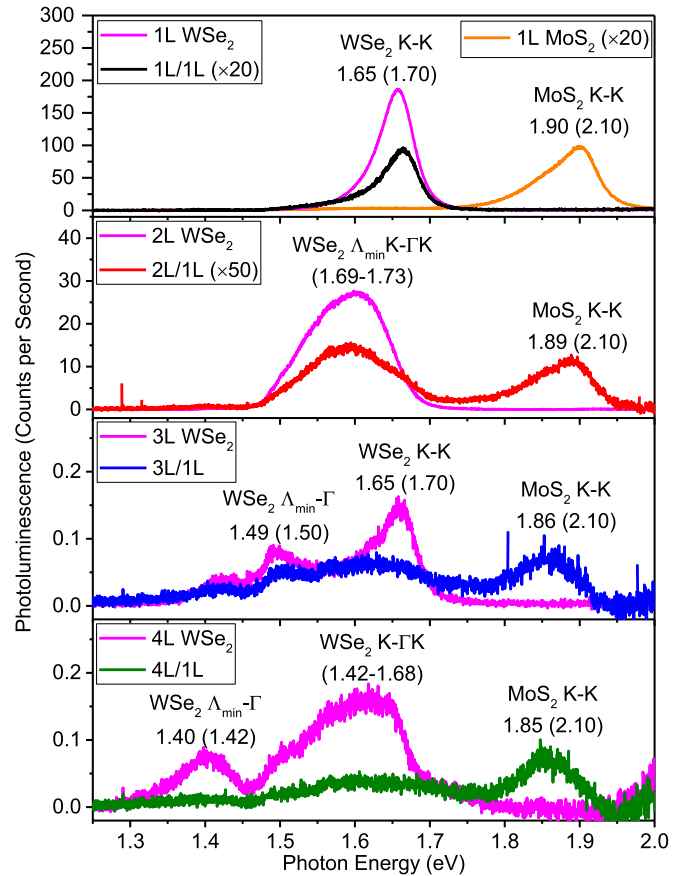 Photoluminescence (Counts per Second)
300
250
200
150
100
50
0
1L WSe₂
1L/1L (×20)
WSe₂ K-K
1.65 (1.70)
1L MoS₂ (×20)
MoS₂ K-K
1.90 (2.10)
40
30
20
10
0
2L WSe₂
2L/1L (×50)
WSe₂ ΛminK-ΓK
(1.69-1.73)
MoS₂ K-K
1.89 (2.10)
0.2
0.1
0.0
3L WSe₂
3L/1L
WSe₂ Λmin-Γ
1.49 (1.50)
WSe₂ K-K
1.65 (1.70)
MoS₂ K-K
1.86 (2.10)
0.2
0.1
0.0
4L WSe₂
4L/1L
WSe₂ Λmin-Γ
1.40 (1.42)
WSe₂ K-ΓK
(1.42-1.68)
MoS₂ K-K
1.85 (2.10)
1.3 1.4 1.5 1.6 1.7 1.8 1.9 2.0
Photon Energy (eV)